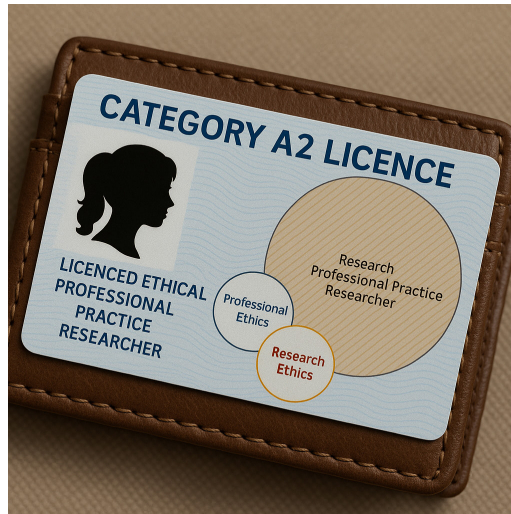 CATEGORY A2 LICENCE
LICENCED ETHICAL
PROFESSIONAL
PRACTICE
RESEARCHER
Research
Professional Practice
Researcher
Professional
Ethics
Research
Ethics